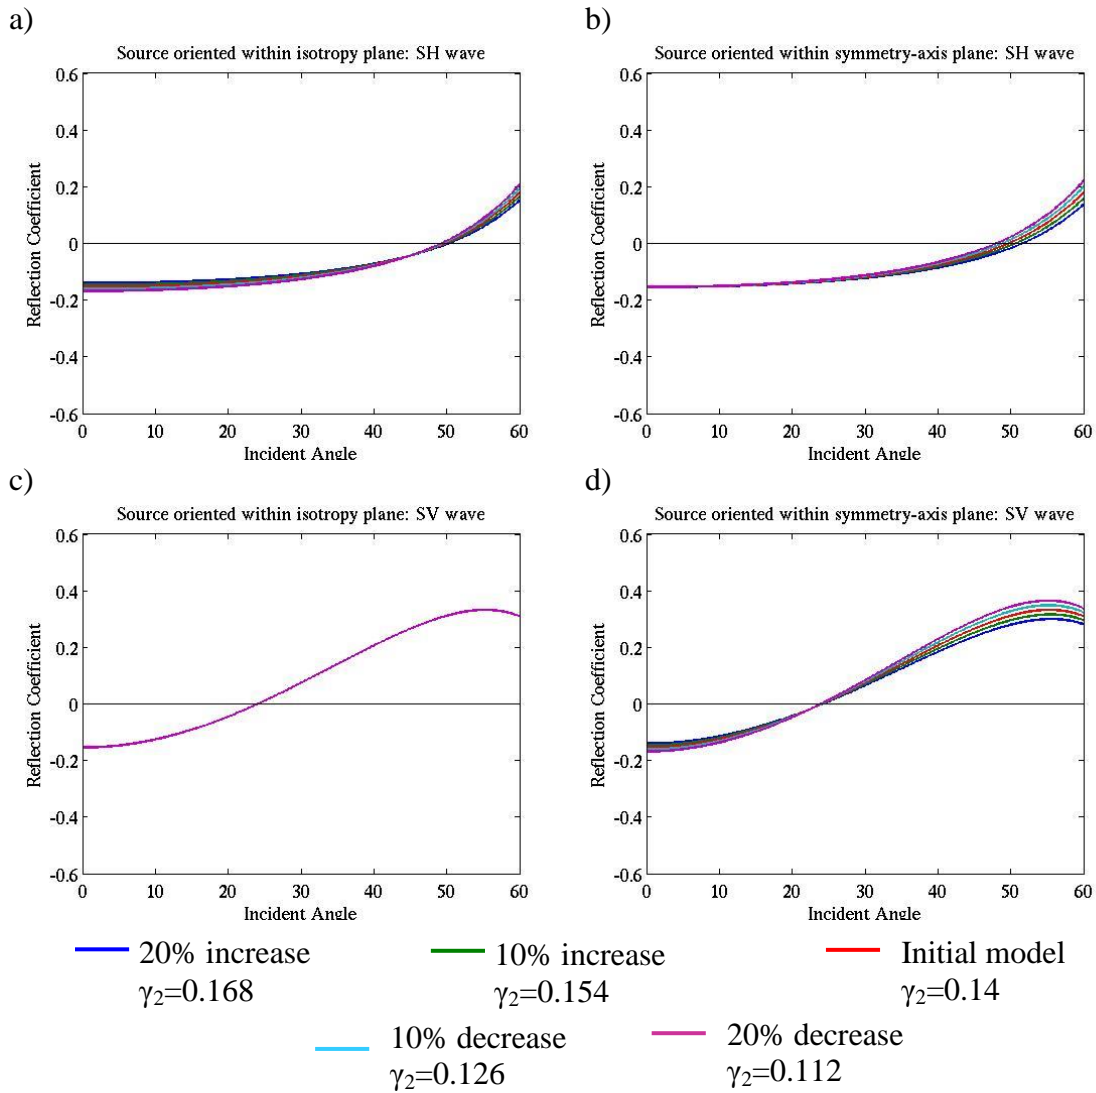 a)
Source oriented within isotropy plane: SH wave
0.6
0.4
0.2
0
-0.2
-0.4
-0.6
Reflection Coefficient
0 10 20 30 40 50 60
Incident Angle
b)
Source oriented within symmetry-axis plane: SH wave
0.6
0.4
0.2
0
-0.2
-0.4
-0.6
Reflection Coefficient
0 10 20 30 40 50 60
Incident Angle
c)
Source oriented within isotropy plane: SV wave
0.6
0.4
0.2
0
-0.2
-0.4
-0.6
Reflection Coefficient
0 10 20 30 40 50 60
Incident Angle
d)
Source oriented within symmetry-axis plane: SV wave
0.6
0.4
0.2
0
-0.2
-0.4
-0.6
Reflection Coefficient
0 10 20 30 40 50 60
Incident Angle
20% increase
γ₂=0.168
10% increase
γ₂=0.154
Initial model
γ₂=0.14
10% decrease
γ₂=0.126
20% decrease
γ₂=0.112